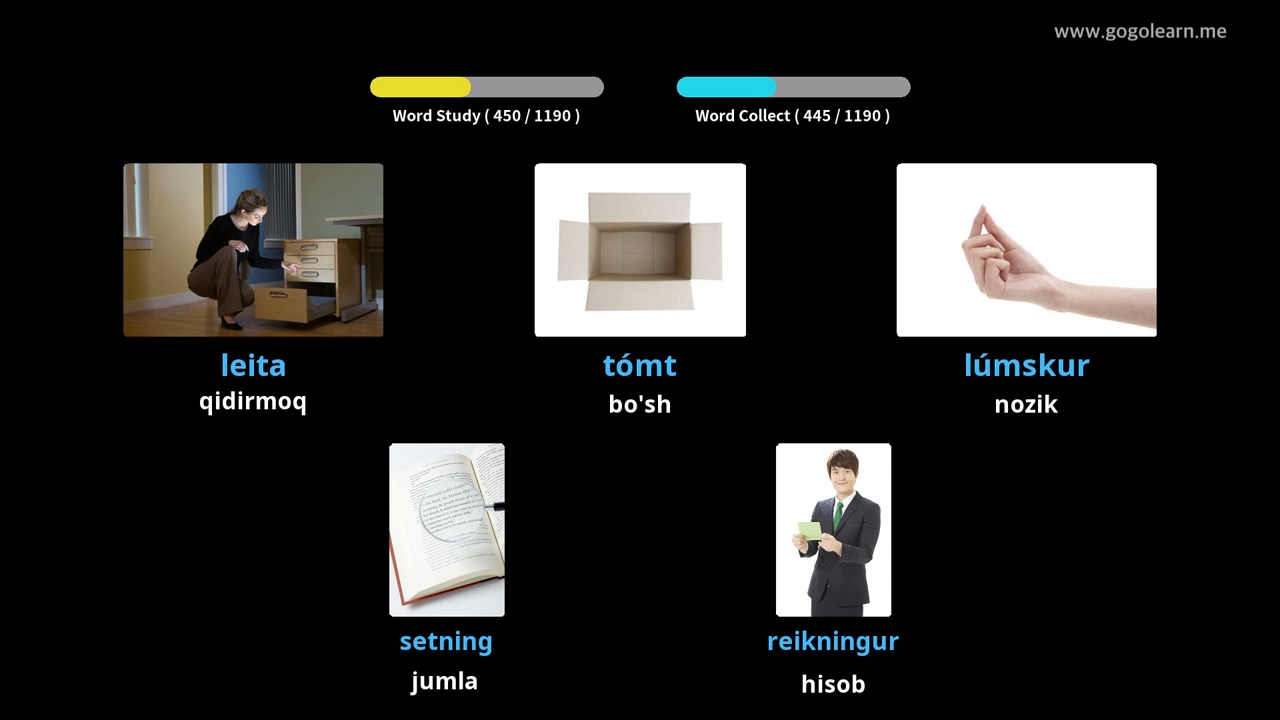 www.gogolearn.me
Word Study ( 450 / 1190 )
Word Collect ( 445 / 1190 )
leita
qidirmoq
tómt
bo'sh
lúmskur
nozik
setning
jumla
reikningur
hisob